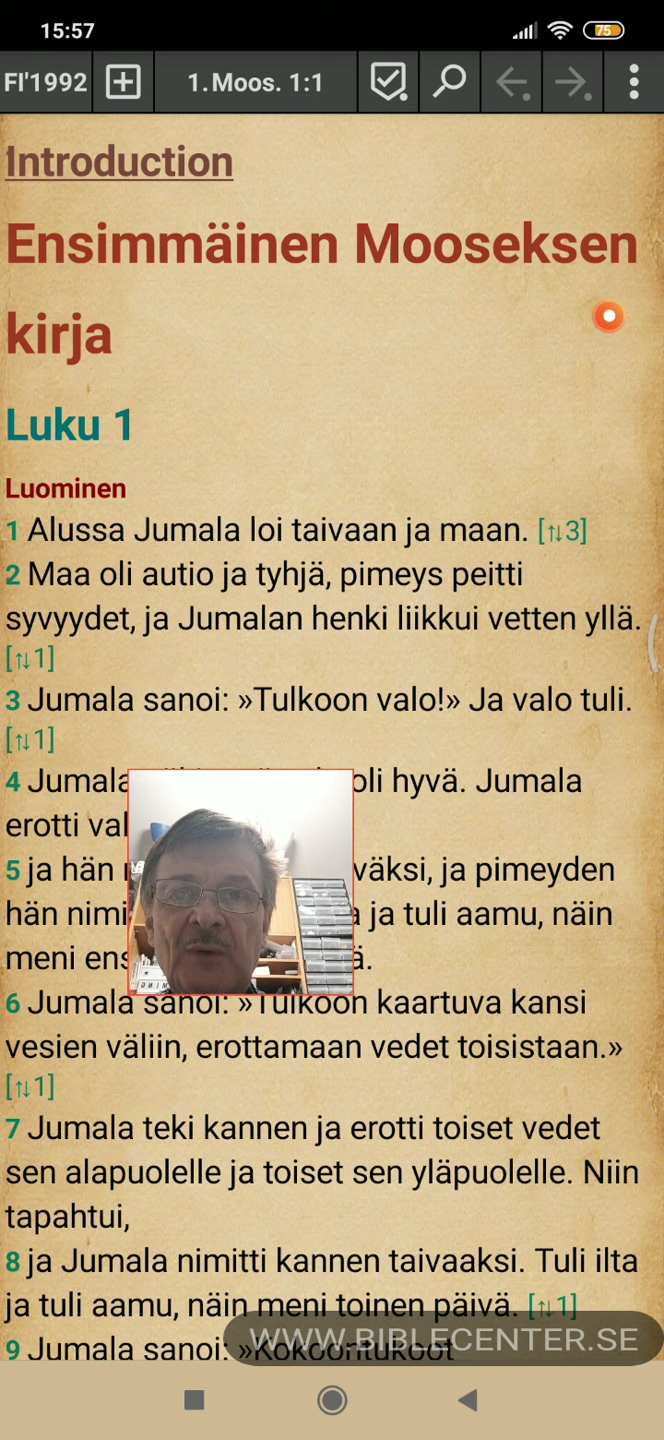 15:57
75
FI'1992
1.Moos. 1:1
Introduction
Ensimmäinen Mooseksen
kirja
Luku 1
Luominen
1 Alussa Jumala loi taivaan ja maan. [↑↓3]
2 Maa oli autio ja tyhjä, pimeys peitti
syvyydet, ja Jumalan henki liikkui vetten yllä.
[↑↓1]
3 Jumala sanoi: »Tulkoon valo!» Ja valo tuli.
[↑↓1]
4 Jumala oli hyvä. Jumala
erotti
5 ja hän ja pimeyden
hän ja tuli aamu, näin
meni
6 Jumala sanoi: »Tulkoon kaartuva kansi
vesien väliin, erottamaan vedet toisistaan.»
[↑↓1]
7 Jumala teki kannen ja erotti toiset vedet
sen alapuolelle ja toiset sen yläpuolelle. Niin
tapahtui,
8 ja Jumala nimitti kannen taivaaksi. Tuli ilta
ja tuli aamu, näin meni toinen päivä. [↑↓1]
WWW.BIBLECENTER.SE
9 Jumala sanoi: »Kokoontukoot